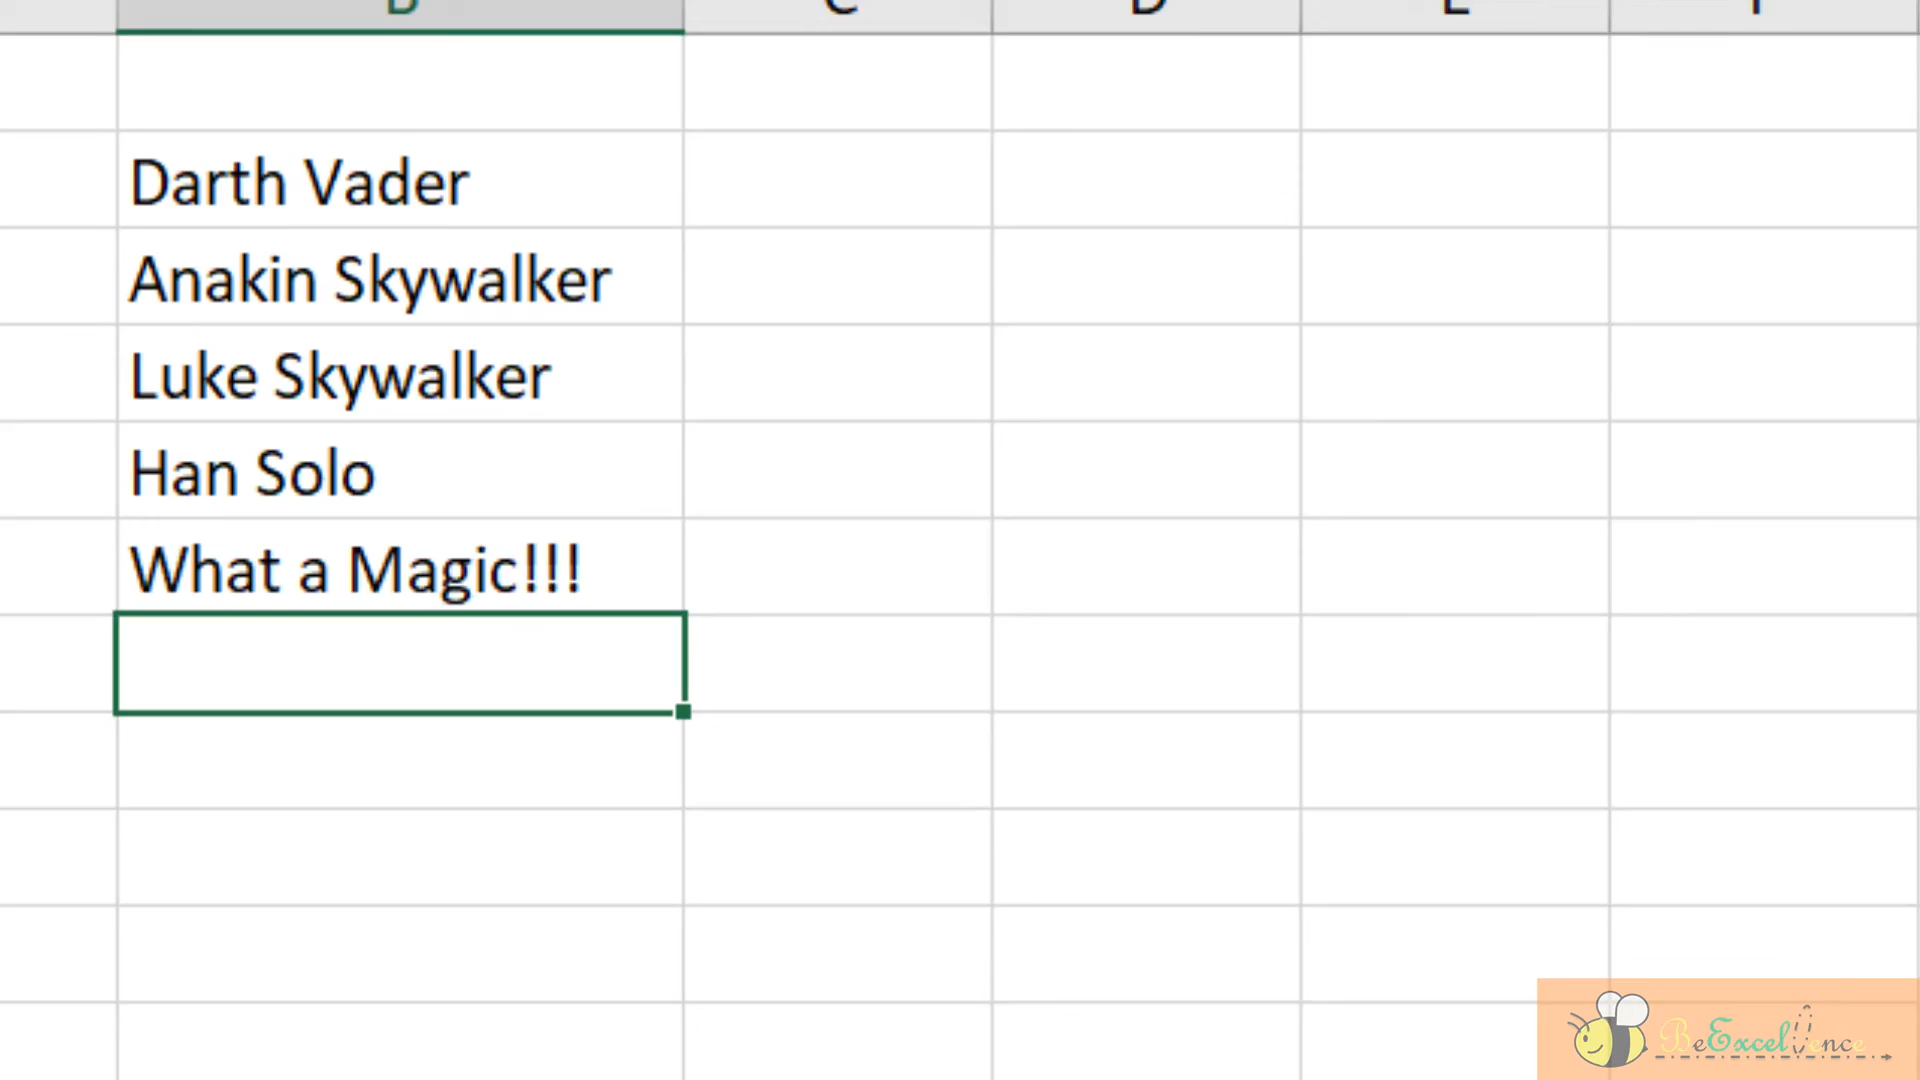 B C D E F
Darth Vader
Anakin Skywalker
Luke Skywalker
Han Solo
What a Magic!!!
BeExcellence